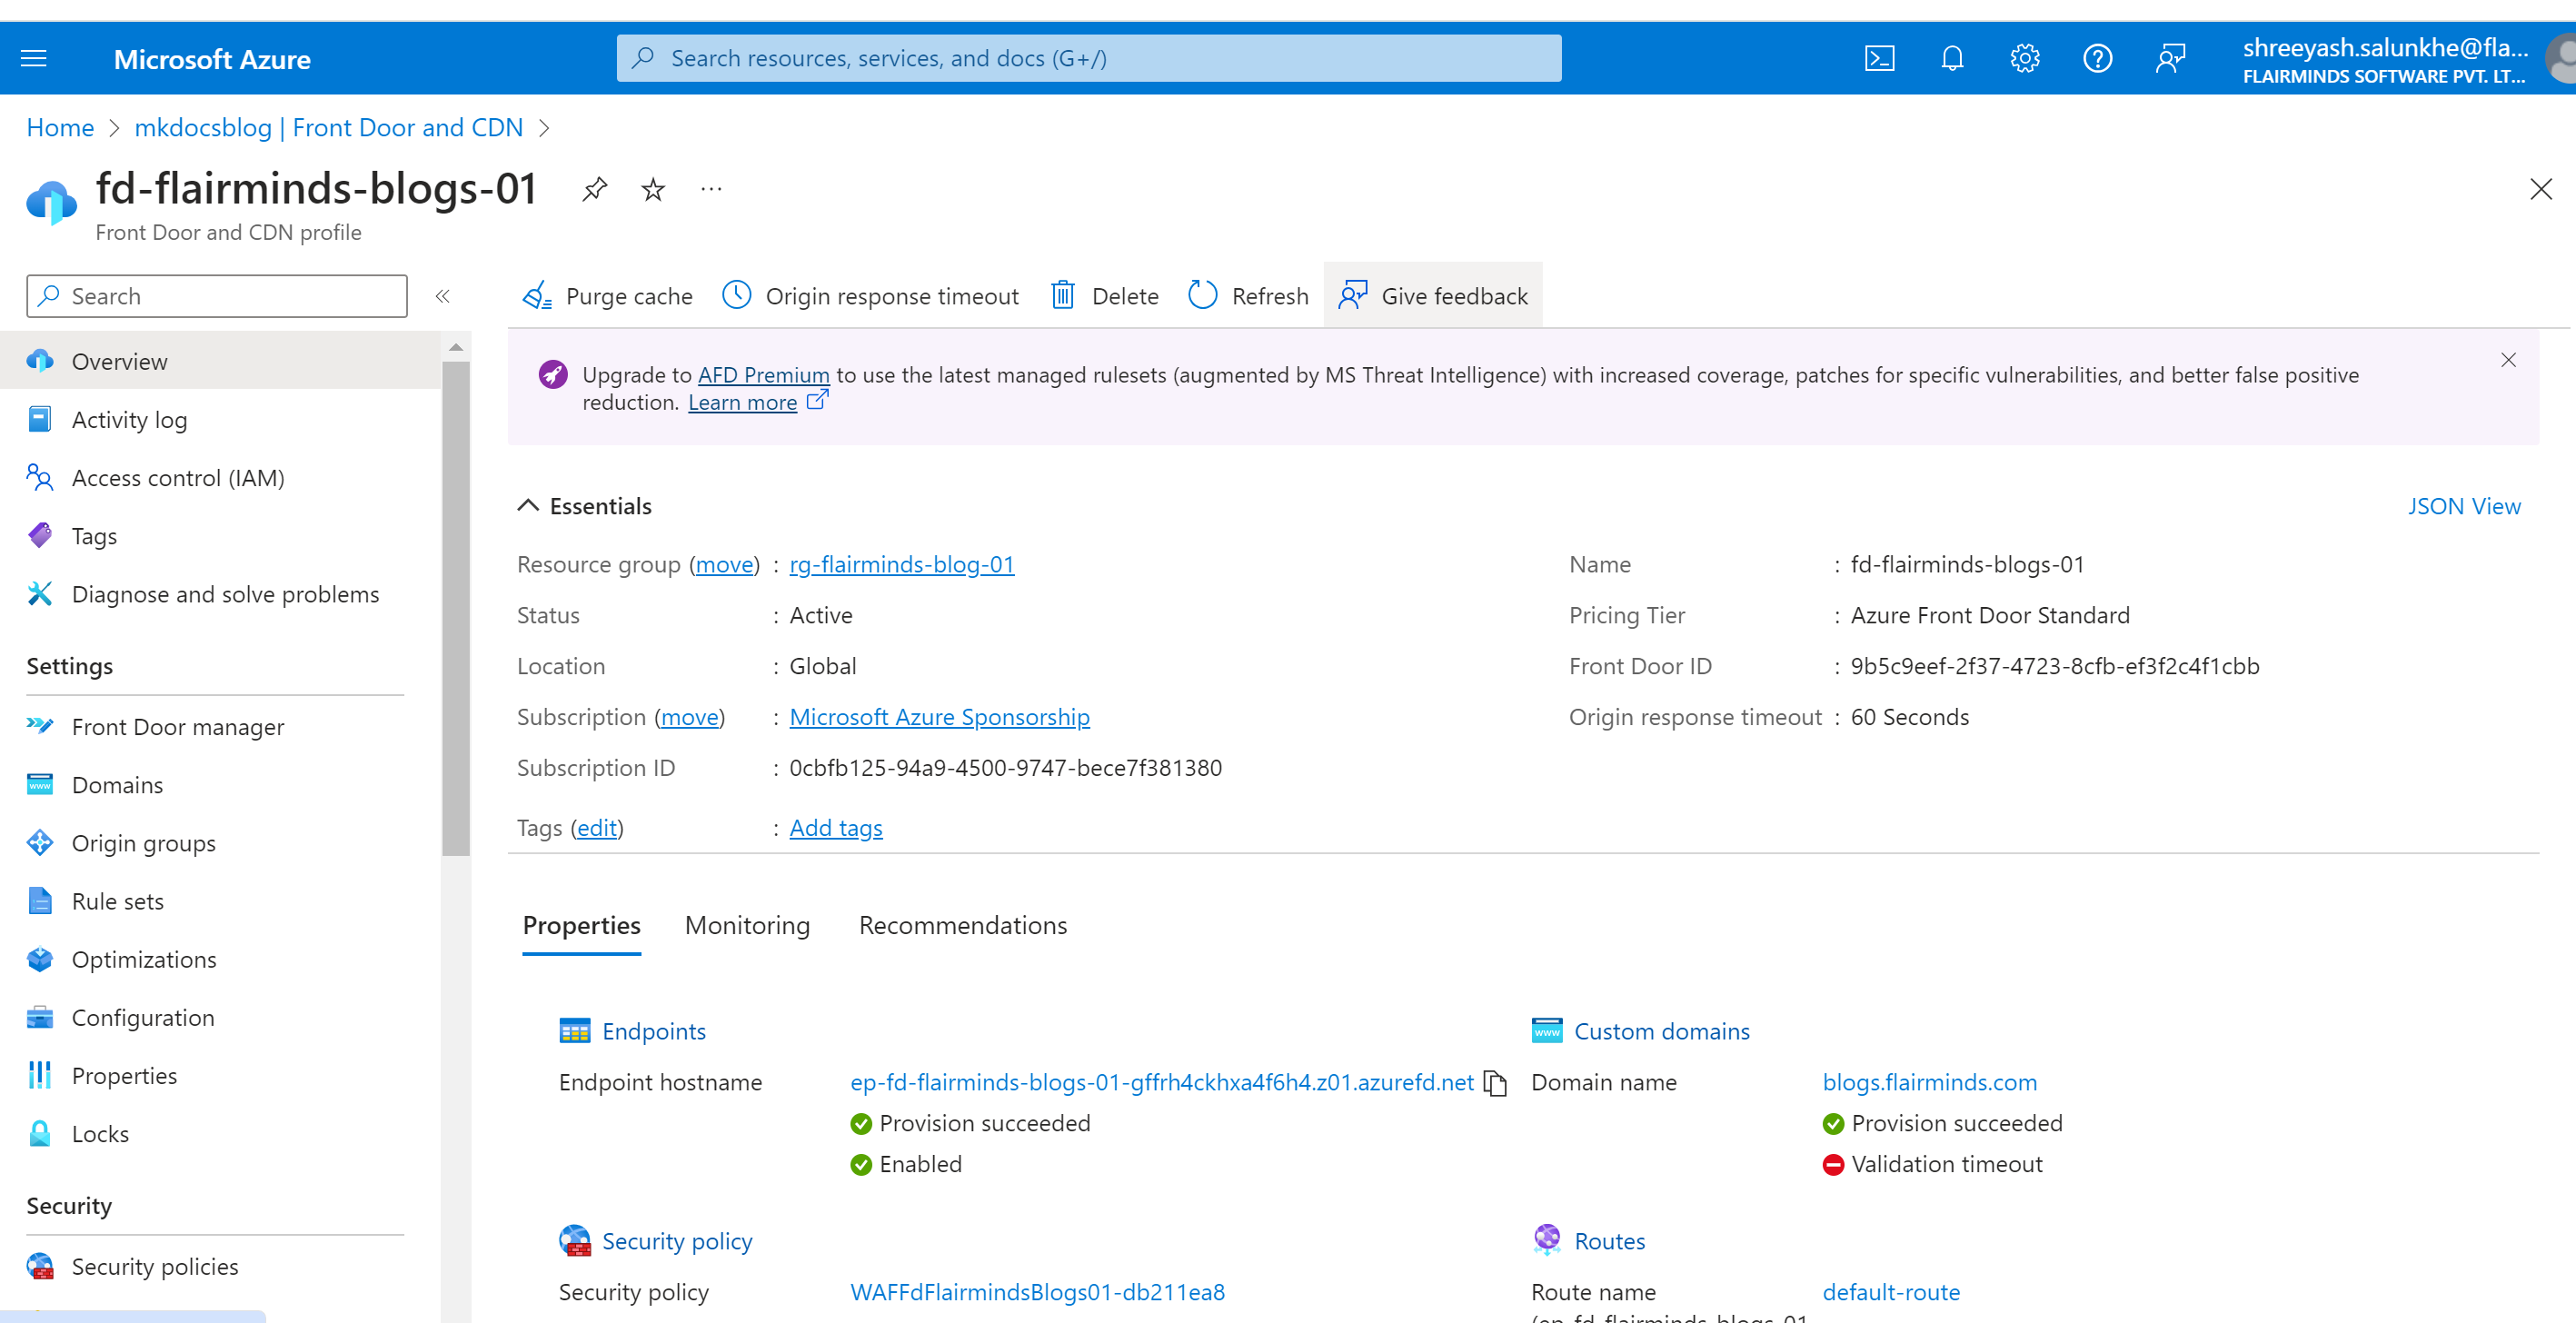 Microsoft Azure
Search resources, services, and docs (G+/)
shreeyash.salunkhe@fla...
FLAIRMINDS SOFTWARE PVT. LT...
Home > mkdocsblog | Front Door and CDN >
fd-flairminds-blogs-01
Front Door and CDN profile
Search
Overview
Activity log
Access control (IAM)
Tags
Diagnose and solve problems
Settings
Front Door manager
Domains
Origin groups
Rule sets
Optimizations
Configuration
Properties
Locks
Security
Security policies
Purge cache
Origin response timeout
Delete
Refresh
Give feedback
Upgrade to AFD Premium to use the latest managed rulesets (augmented by MS Threat Intelligence) with increased coverage, patches for specific vulnerabilities, and better false positive
reduction. Learn more
Essentials
JSON View
Resource group (move) : rg-flairminds-blog-01
Status : Active
Location : Global
Subscription (move) : Microsoft Azure Sponsorship
Subscription ID : 0cbfb125-94a9-4500-9747-bece7f381380
Tags (edit) : Add tags
Name : fd-flairminds-blogs-01
Pricing Tier : Azure Front Door Standard
Front Door ID : 9b5c9eef-2f37-4723-8cfb-ef3f2c4f1cbb
Origin response timeout : 60 Seconds
Properties
Monitoring
Recommendations
Endpoints
Endpoint hostname ep-fd-flairminds-blogs-01-gffrh4ckhxa4f6h4.z01.azurefd.net
Provision succeeded
Enabled
Custom domains
Domain name blogs.flairminds.com
Provision succeeded
Validation timeout
Security policy
Security policy WAFFdFlairmindsBlogs01-db211ea8
Routes
Route name default-route
(ep-fd-flairminds-blogs-01